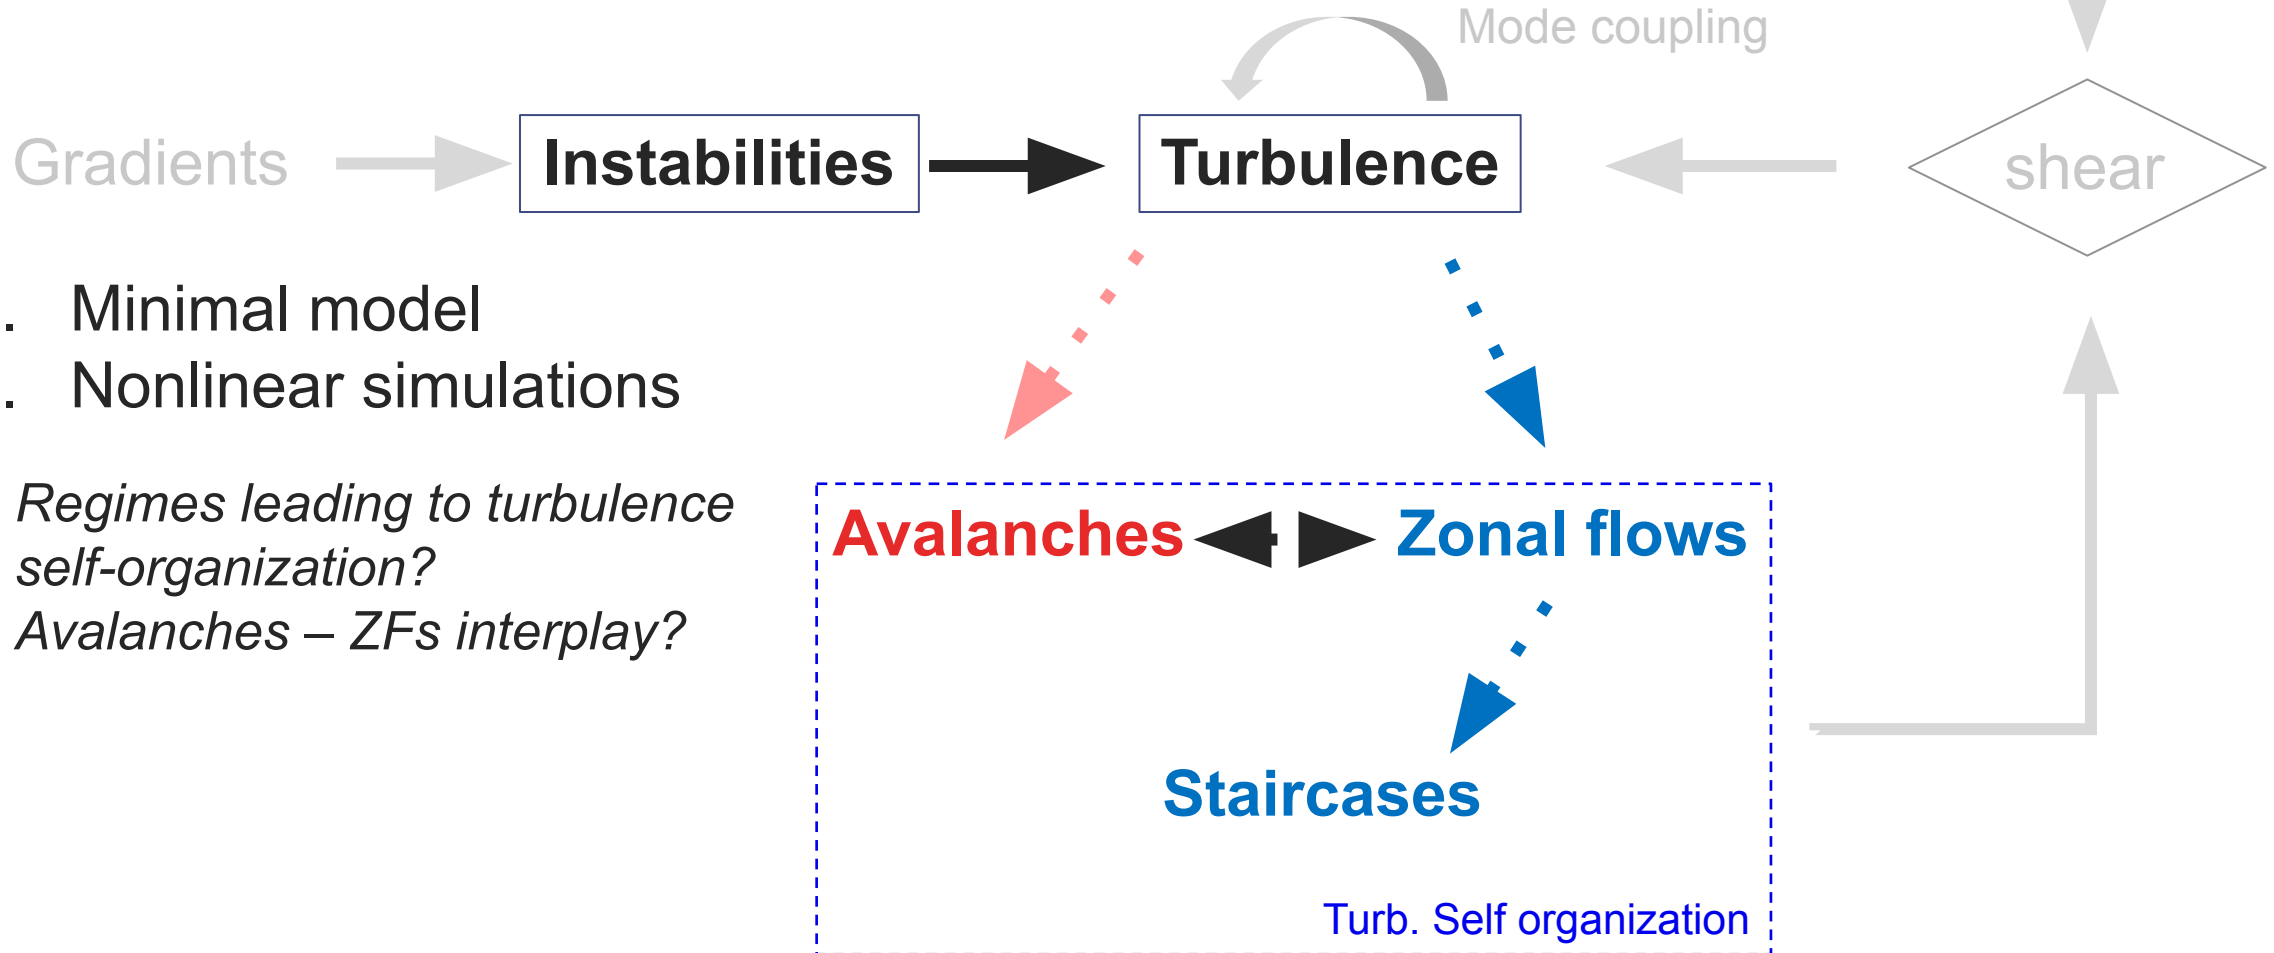 Mode coupling
Gradients
Instabilities
Turbulence
shear
. Minimal model
. Nonlinear simulations
Regimes leading to turbulence
self-organization?
Avalanches – ZFs interplay?
Avalanches
Zonal flows
Staircases
Turb. Self organization